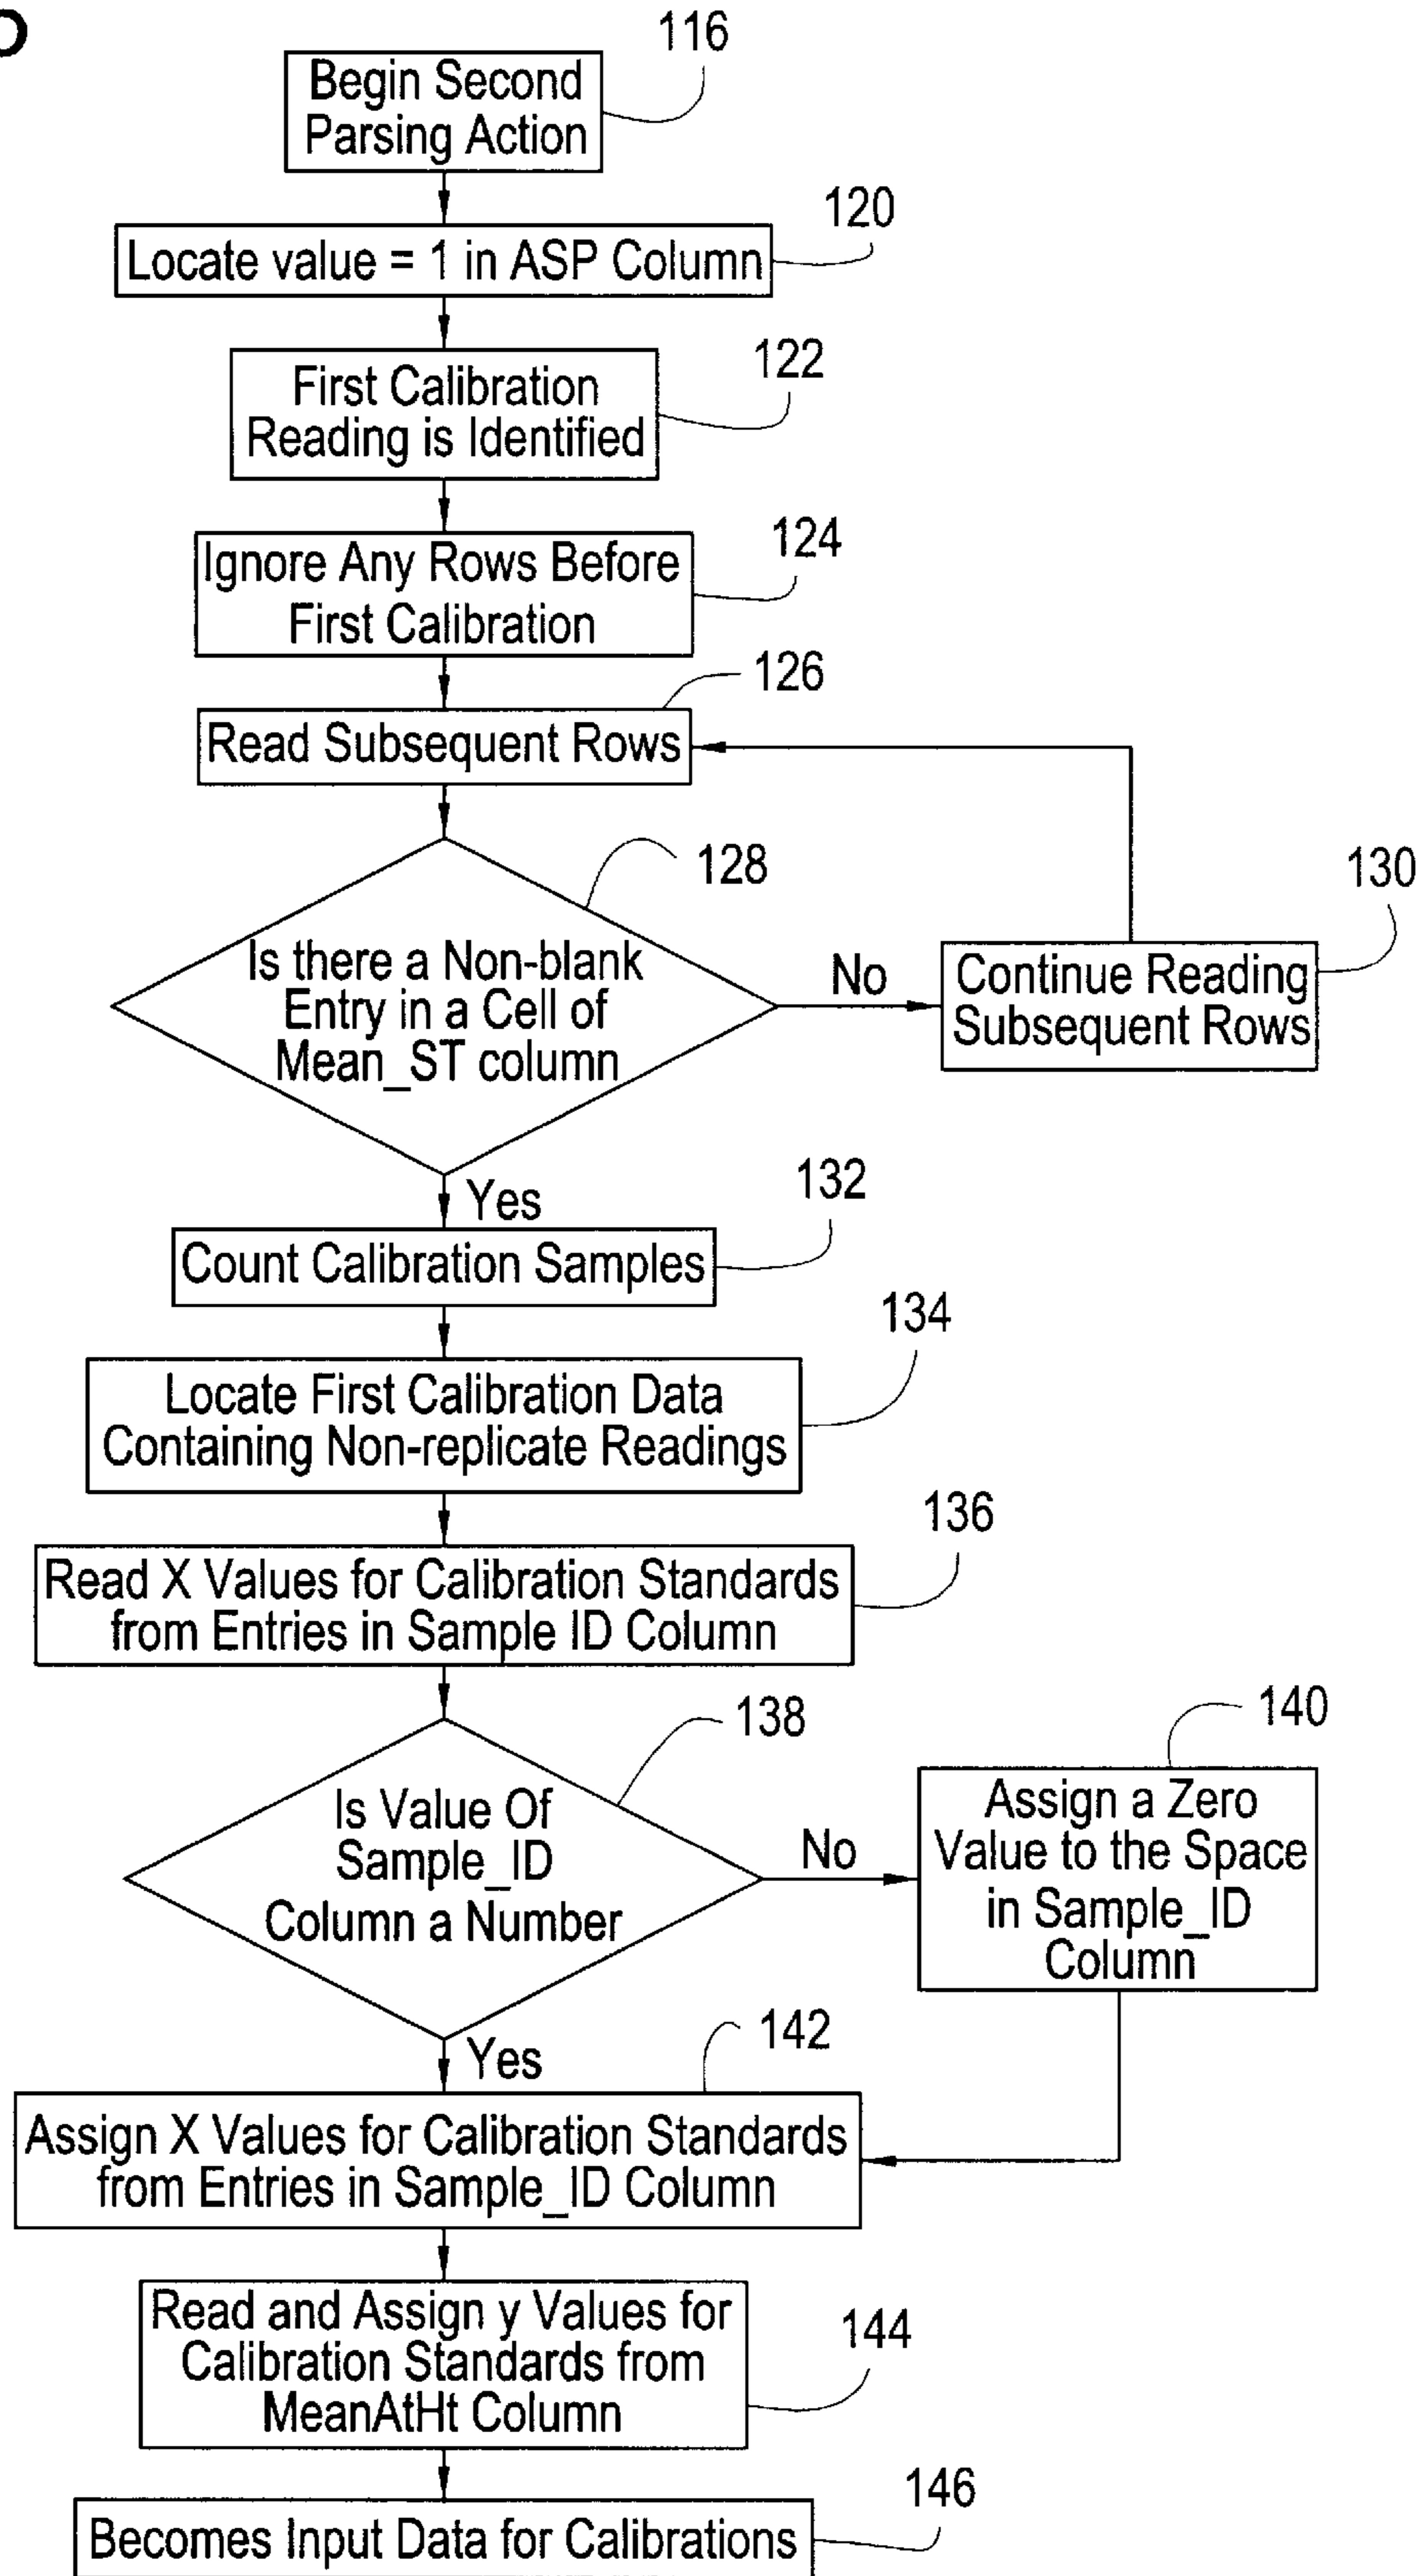 116
Begin Second
Parsing Action
120
Locate value = 1 in ASP Column
122
First Calibration
Reading is Identified
124
Ignore Any Rows Before
First Calibration
126
Read Subsequent Rows
128
130
Is there a Non-blank
Entry in a Cell of
Mean_ST column
No
Continue Reading
Subsequent Rows
Yes
132
Count Calibration Samples
134
Locate First Calibration Data
Containing Non-replicate Readings
136
Read X Values for Calibration Standards
from Entries in Sample ID Column
138
140
Is Value Of
Sample_ID
Column a Number
No
Assign a Zero
Value to the Space
in Sample_ID
Column
Yes
142
Assign X Values for Calibration Standards
from Entries in Sample_ID Column
144
Read and Assign y Values for
Calibration Standards from
MeanAtHt Column
146
Becomes Input Data for Calibrations